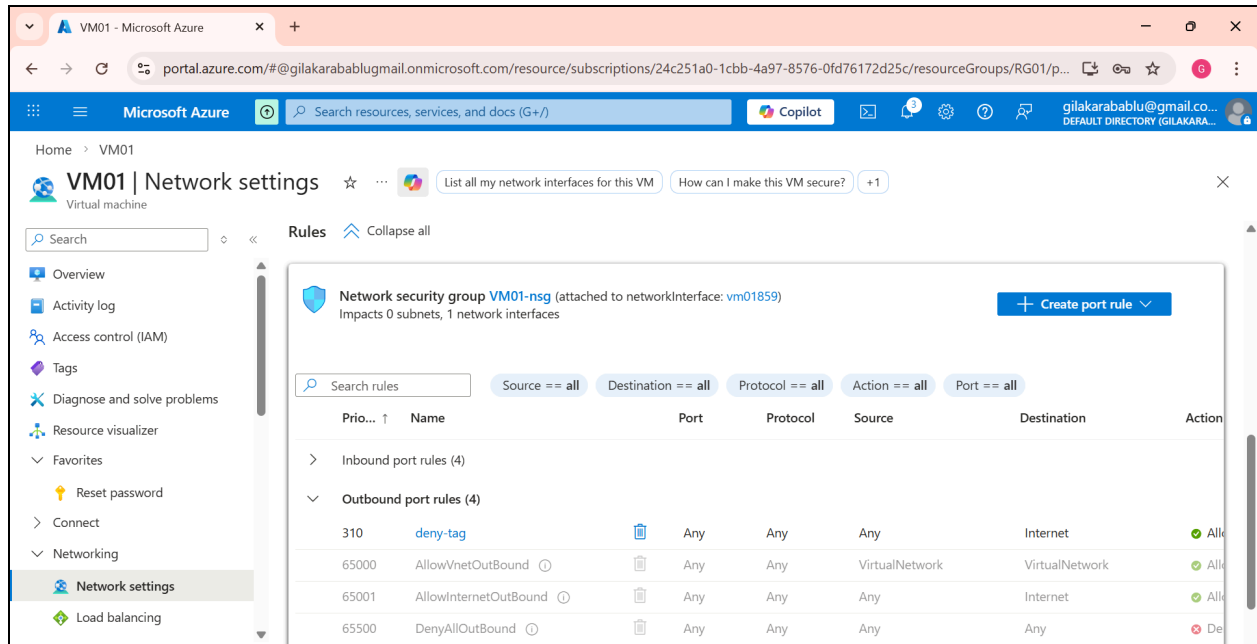 VM01 - Microsoft Azure
portal.azure.com/#@gilakarabablugmail.onmicrosoft.com/resource/subscriptions/24c251a0-1cbb-4a97-8576-0fd76172d25c/resourceGroups/RG01/p...
G
Microsoft Azure
Search resources, services, and docs (G+/)
Copilot
3
gilakarabablu@gmail.co...
DEFAULT DIRECTORY (GILAKARA...
Home > VM01
VM01 | Network settings
Virtual machine
List all my network interfaces for this VM
How can I make this VM secure?
+1
Search
Overview
Activity log
Access control (IAM)
Tags
Diagnose and solve problems
Resource visualizer
Favorites
Reset password
Connect
Networking
Network settings
Load balancing
Rules Collapse all
Network security group VM01-nsg (attached to networkInterface: vm01859)
Impacts 0 subnets, 1 network interfaces
+ Create port rule
Search rules
Source == all
Destination == all
Protocol == all
Action == all
Port == all
Prio... ↑ Name Port Protocol Source Destination Action
Inbound port rules (4)
Outbound port rules (4)
310 deny-tag Any Any Any Internet Allo
65000 AllowVnetOutBound Any Any VirtualNetwork VirtualNetwork Allo
65001 AllowInternetOutBound Any Any Any Internet Allo
65500 DenyAllOutBound Any Any Any Any De